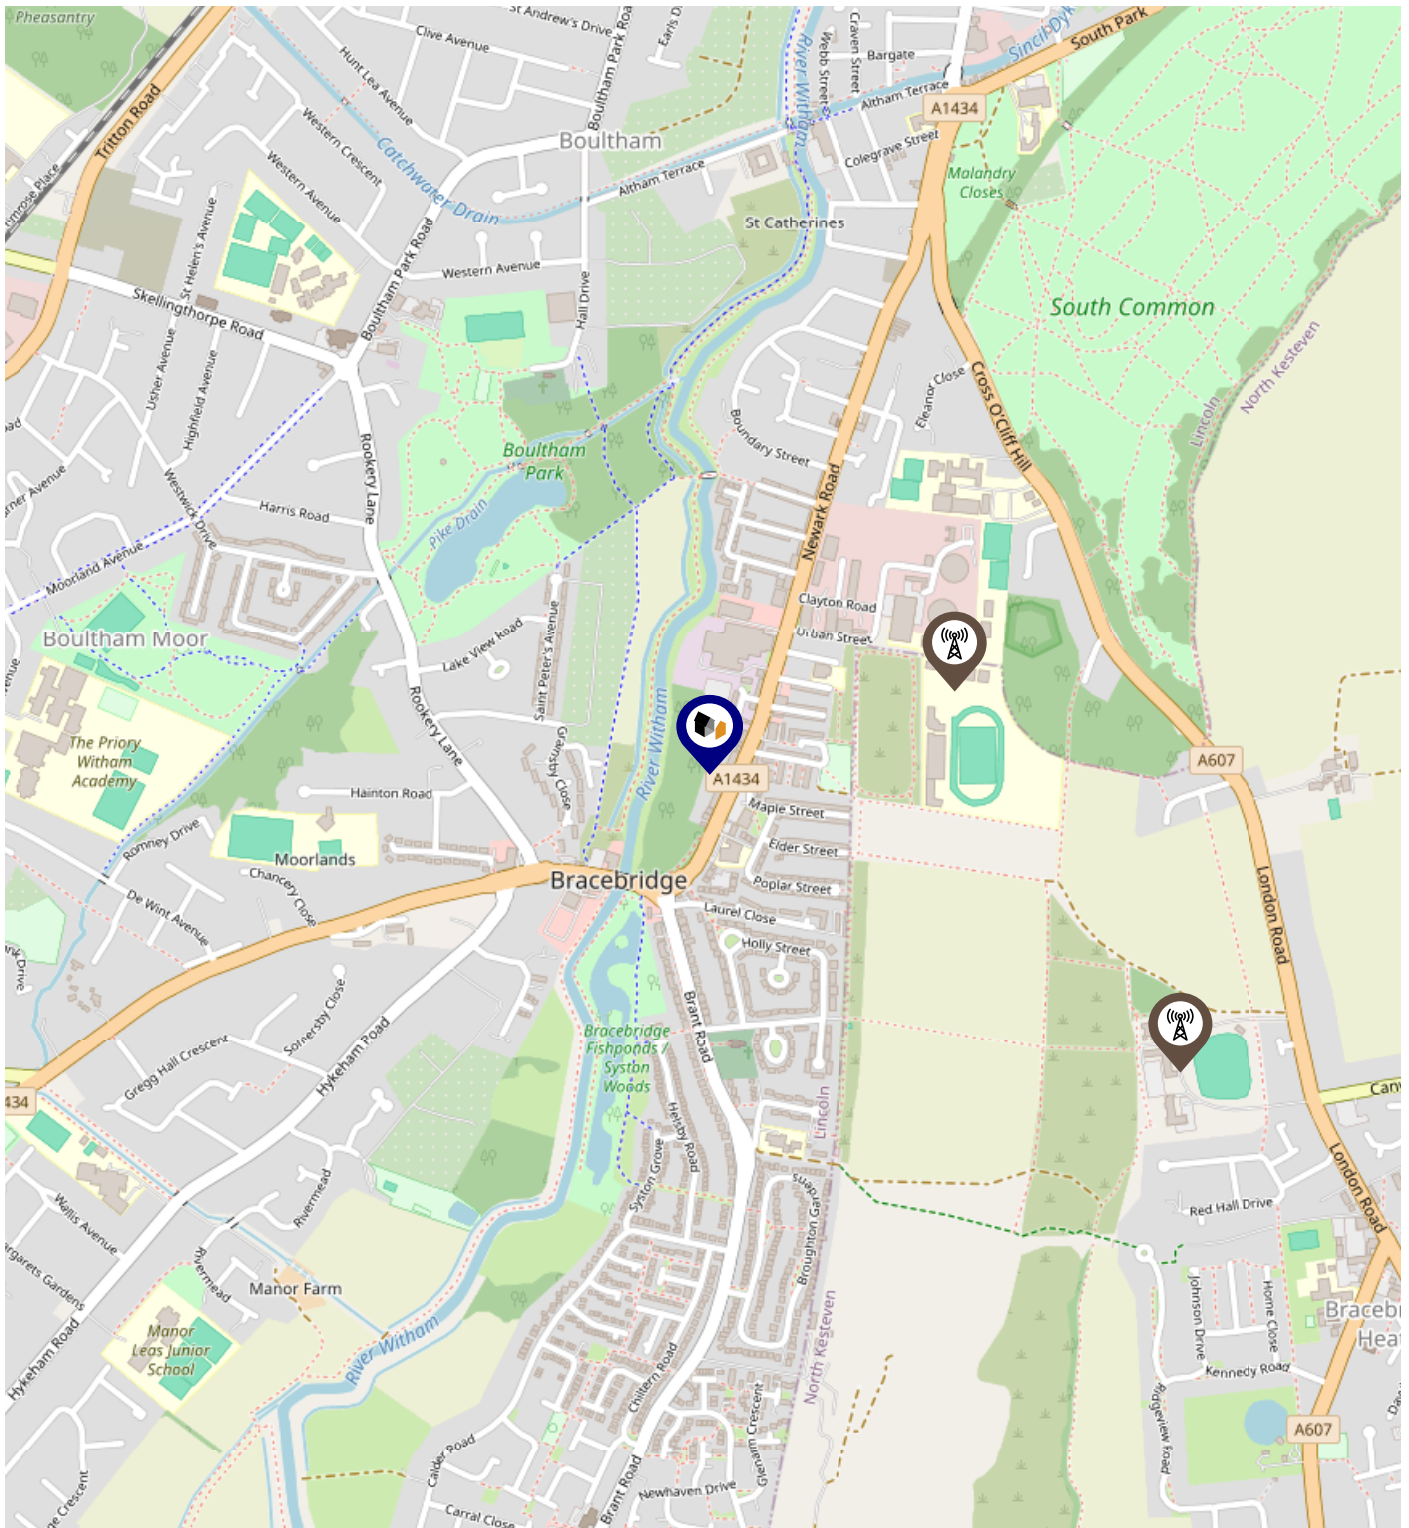 Pheasantry
St Andrew's Drive
Clive Avenue
Hunt Lea Avenue
Boultham Park Road
Webb Street
Craven Street
Bargate
Sincil Dyke
South Park
River Witham
Altham Terrace
A1434
Tritton Road
Western Crescent
Western Avenue
Catchwater Drain
Boultham
Altham Terrace
Colegrave Street
Malandry
Closes
St Catherines
St Helen's Avenue
Boultham Park Road
Western Avenue
Hall Drive
Skellingthorpe Road
South Common
North Kesteven
Lincoln
Usher Avenue
Highfield Avenue
Eleanor Close
Cross O'Cliff Hill
Boundary Street
Boultham
Park
Rookery Lane
Westwick Drive
Harris Road
Pike Drain
Newark Road
Moorland Avenue
Clayton Road
Urban Street
Boultham Moor
Lake View Road
Saint Peter's Avenue
Rookery Lane
River Witham
The Priory
Witham
Academy
Gramsby Close
A1434
A607
Hainton Road
Maple Street
Romney Drive
Elder Street
Moorlands
Chancery Close
Bracebridge
Poplar Street
De Wint Avenue
Laurel Close
Holly Street
London Road
Somersby Close
Brant Road
Bracebridge
Fishponds /
Syston
Woods
Gregg Hall Crescent
Hykeham Road
434
Lincoln
Helsby Road
Syston Grove
London Road
Rivermead
Broughton Gardens
Red Hall Drive
Wallis Avenue
Rivermead
Manor Farm
Johnson Drive
Home Close
Manor
Leas Junior
School
River Witham
North Kesteven
Hykeham Road
Chiltern Road
Kennedy Road
Glenarm Crescent
Ridgeview Road
A607
Calder Road
Newhaven Drive
Carral Close
Brant Road